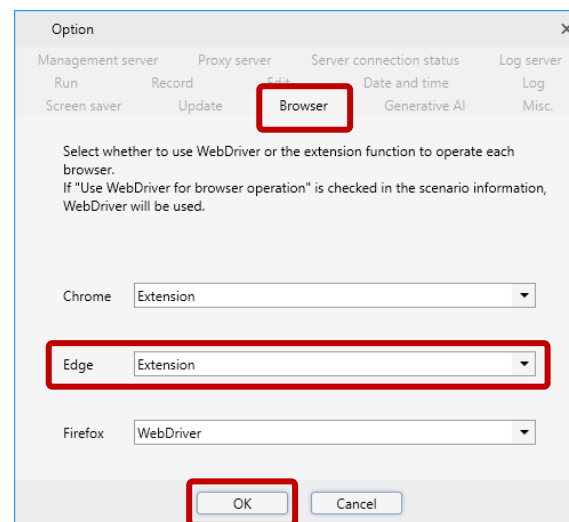 Option
Management server Proxy server Server connection status Log server
Run Record Edit Date and time Log
Screen saver Update Browser Generative AI Misc.
Select whether to use WebDriver or the extension function to operate each
browser.
If "Use WebDriver for browser operation" is checked in the scenario information,
WebDriver will be used.
Chrome Extension
Edge Extension
Firefox WebDriver
OK Cancel